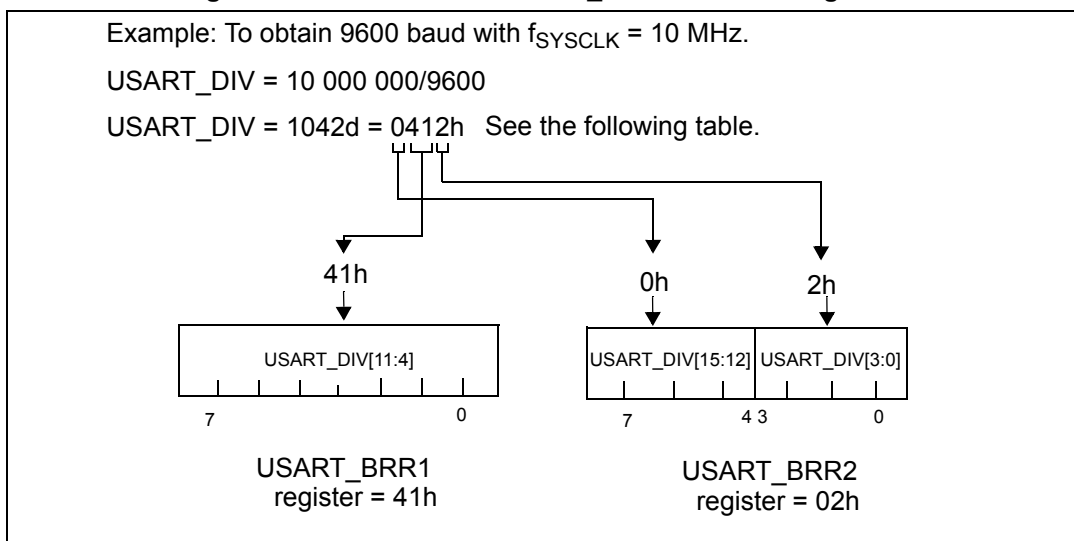 Example: To obtain 9600 baud with fSYSCLK = 10 MHz.
USART_DIV = 10 000 000/9600
USART_DIV = 1042d = 0412h See the following table.
41h
0h
2h
USART_DIV[11:4]
USART_DIV[15:12]
USART_DIV[3:0]
7
0
7
4 3
0
USART_BRR1
register = 41h
USART_BRR2
register = 02h